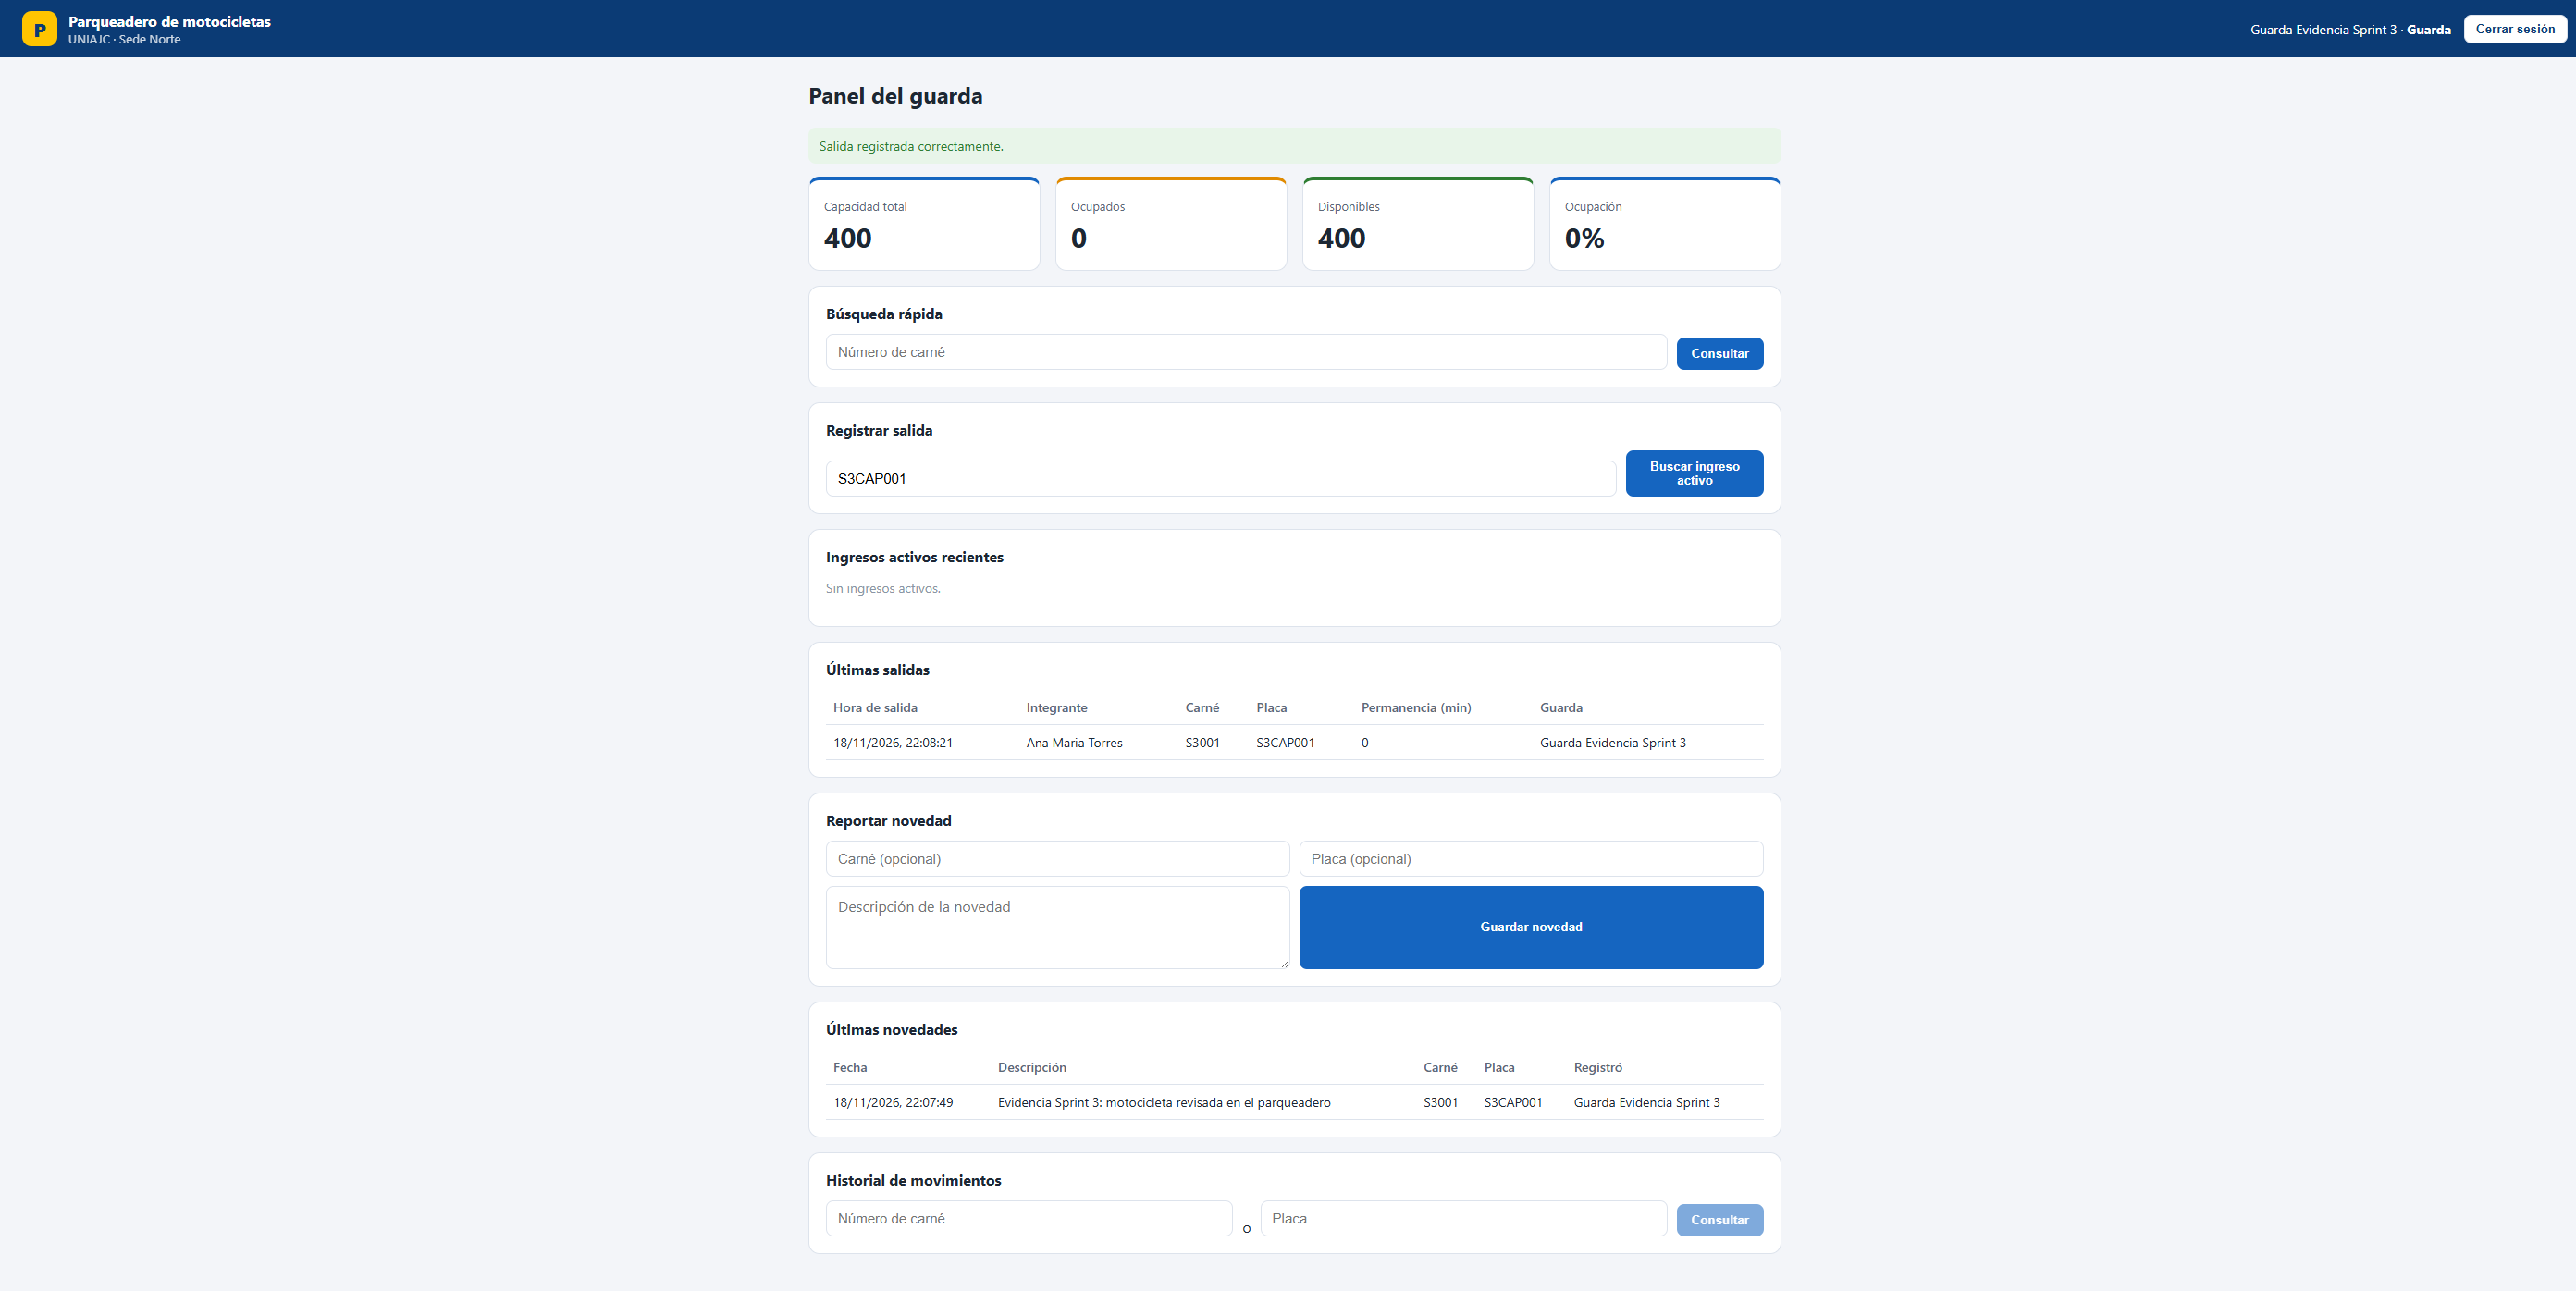 P
Parqueadero de motocicletas
UNIAJC · Sede Norte
Guarda Evidencia Sprint 3 · Guarda
Cerrar sesión
Panel del guarda
Salida registrada correctamente.
Capacidad total
400
Ocupados
0
Disponibles
400
Ocupación
0%
Búsqueda rápida
Número de carné
Consultar
Registrar salida
S3CAP001
Buscar ingreso
activo
Ingresos activos recientes
Sin ingresos activos.
Últimas salidas
Hora de salida Integrante Carné Placa Permanencia (min) Guarda
18/11/2026, 22:08:21 Ana Maria Torres S3001 S3CAP001 0 Guarda Evidencia Sprint 3
Reportar novedad
Carné (opcional)
Placa (opcional)
Descripción de la novedad
Guardar novedad
Últimas novedades
Fecha Descripción Carné Placa Registró
18/11/2026, 22:07:49 Evidencia Sprint 3: motocicleta revisada en el parqueadero S3001 S3CAP001 Guarda Evidencia Sprint 3
Historial de movimientos
Número de carné o Placa Consultar